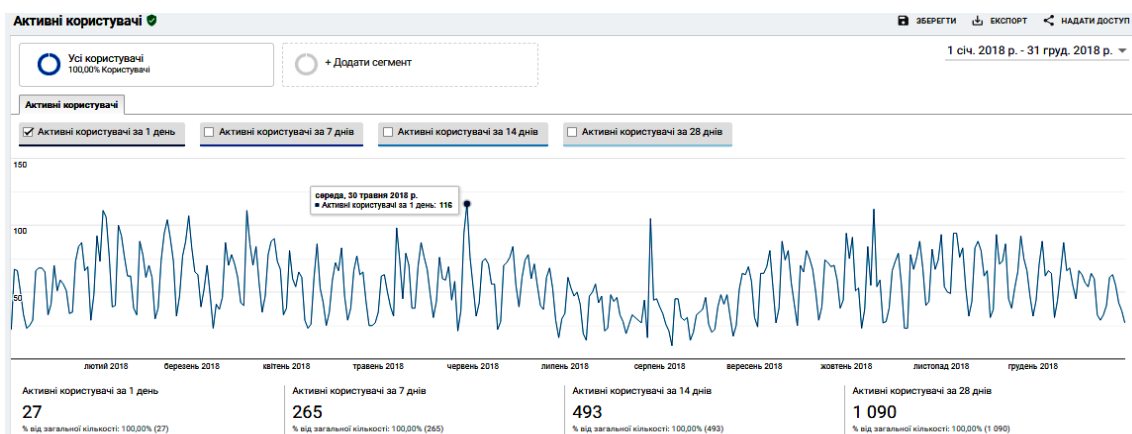 Активні користувачі
ЗБЕРЕГТИ ЕКСПОРТ НАДАТИ ДОСТУП
Усі користувачі
100,00% Користувачі
+ Додати сегмент
1 січ. 2018 р. - 31 груд. 2018 р.
Активні користувачі
Активні користувачі за 1 день Активні користувачі за 7 днів Активні користувачі за 14 днів Активні користувачі за 28 днів
150
середа, 30 травня 2018 р.
Активні користувачі за 1 день: 116
100
50
лютий 2018 березень 2018 квітень 2018 травень 2018 червень 2018 липень 2018 серпень 2018 вересень 2018 жовтень 2018 листопад 2018 грудень 2018
Активні користувачі за 1 день Активні користувачі за 7 днів Активні користувачі за 14 днів Активні користувачі за 28 днів
27 265 493 1 090
% від загальної кількості: 100,00% (27) % від загальної кількості: 100,00% (265) % від загальної кількості: 100,00% (493) % від загальної кількості: 100,00% (1 090)